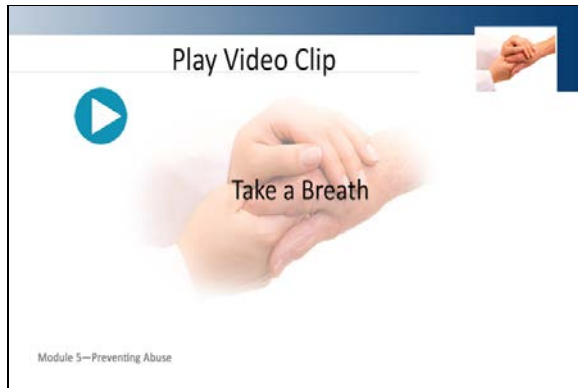 Play Video Clip
Take a Breath
Module 5—Preventing Abuse